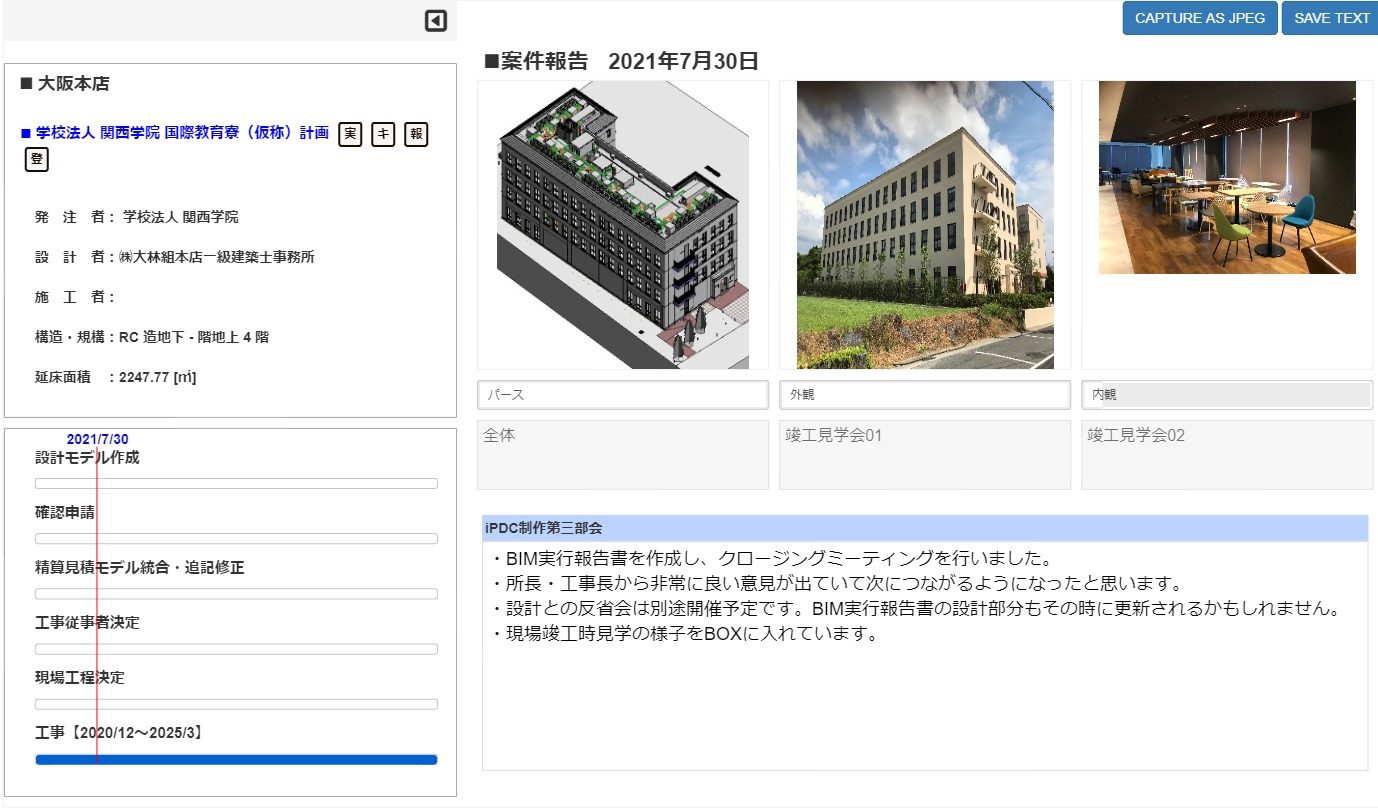 CAPTURE AS JPEG SAVE TEXT
■ 大阪本店
■ 学校法人 関西学院 国際教育寮（仮称）計画 実 キ 報
登
発 注 者： 学校法人 関西学院
設 計 者：㈱大林組本店一級建築士事務所
施 工 者：
構造・規構：RC 造地下 - 階地上 4 階
延床面積 ：2247.77 [㎡]
2021/7/30
設計モデル作成
確認申請
精算見積モデル統合・追記修正
工事従事者決定
現場工程決定
工事【2020/12～2025/3】
■案件報告 2021年7月30日
パース 外観 内観
全体 竣工見学会01 竣工見学会02
iPDC制作第三部会
・BIM実行報告書を作成し、クロージングミーティングを行いました。
・所長・工事長から非常に良い意見が出ていて次につながるようになったと思います。
・設計との反省会は別途開催予定です。BIM実行報告書の設計部分もその時に更新されるかもしれません。
・現場竣工時見学の様子をBOXに入れています。